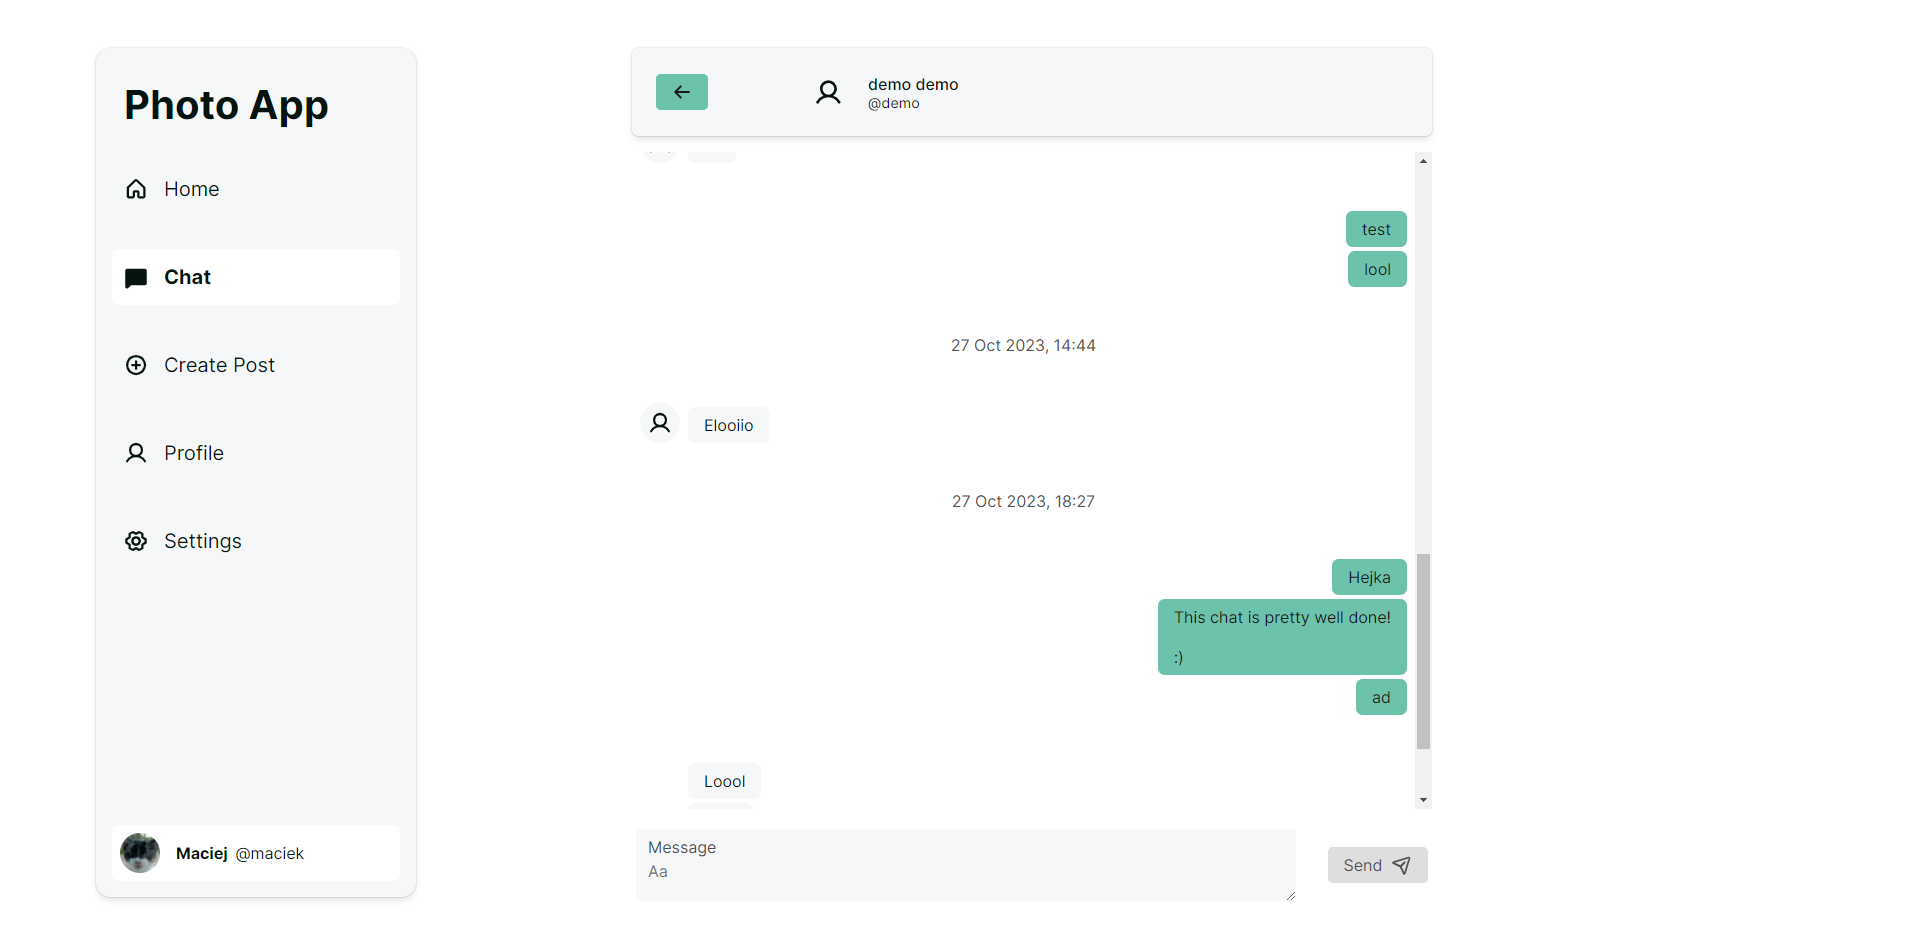 Photo App
Home
Chat
Create Post
Profile
Settings
Maciej @maciek
demo demo
@demo
test
lool
27 Oct 2023, 14:44
Elooiio
27 Oct 2023, 18:27
Hejka
This chat is pretty well done!
:)
ad
Loool
Message
Aa
Send